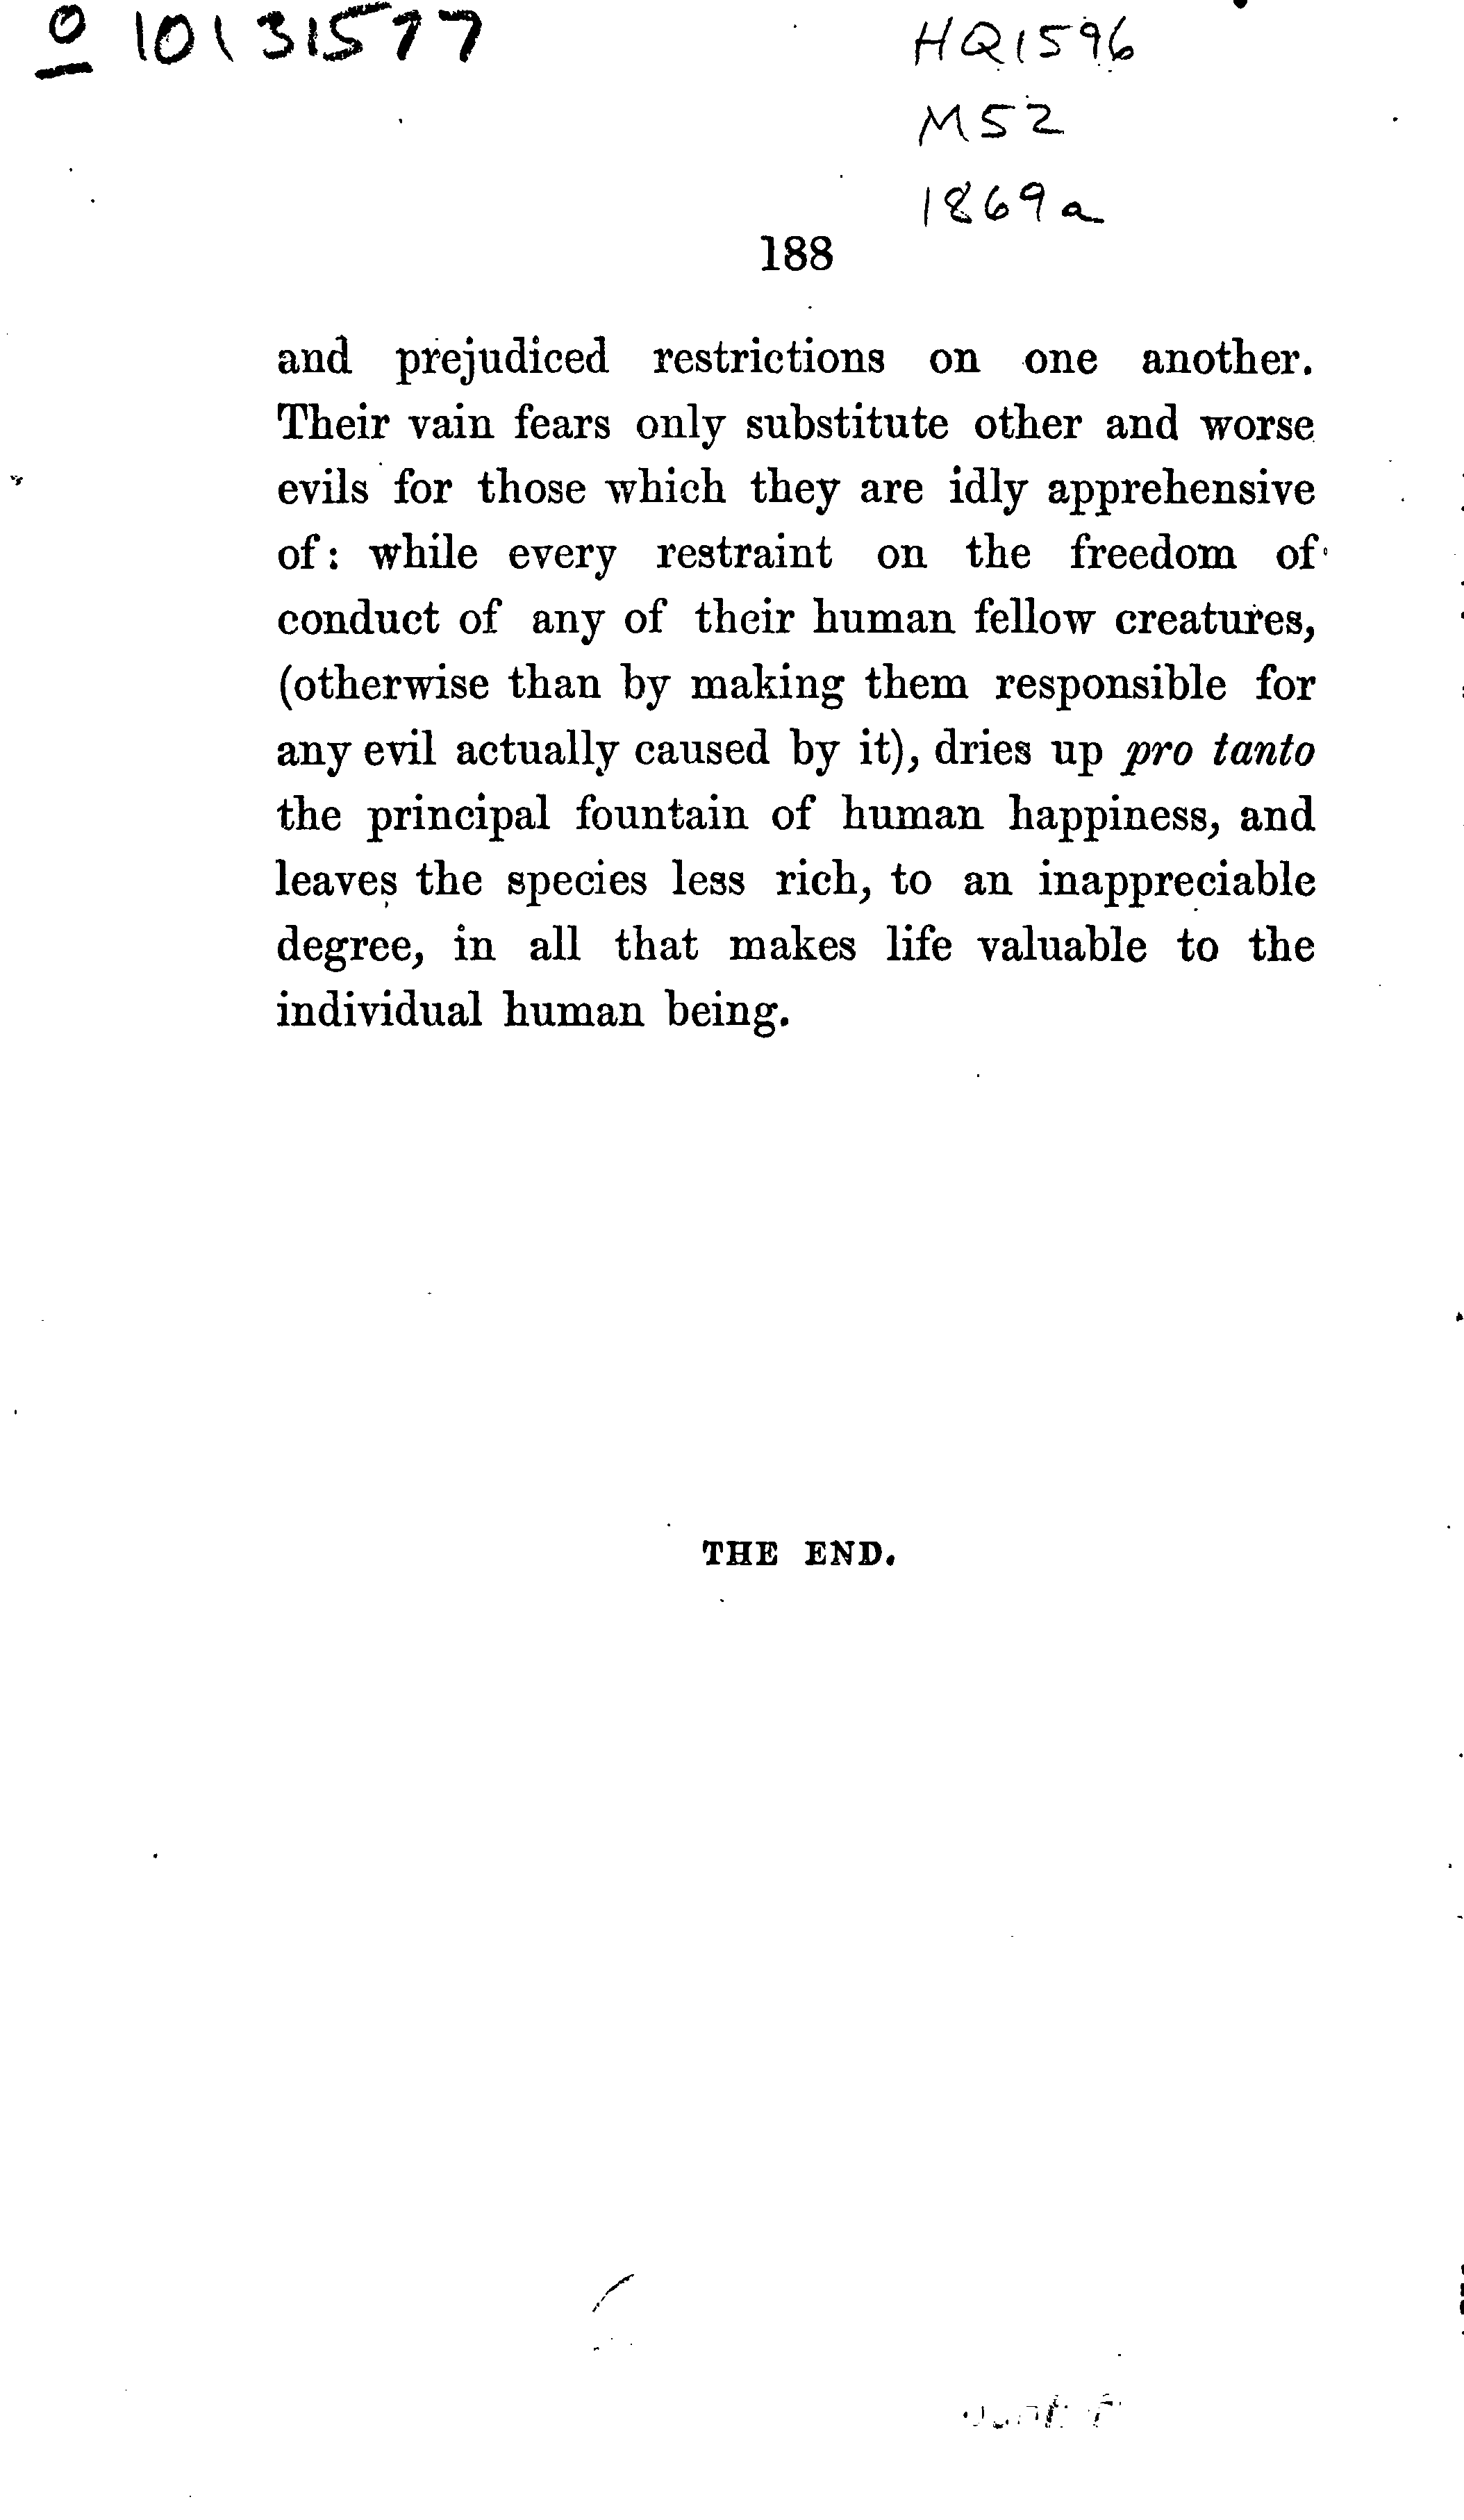 o 10131577
HQ1596
M52
1869a
188
and prejudiced restrictions on one another.
Their vain fears only substitute other and worse
evils for those which they are idly apprehensive
of: while every restraint on the freedom of
conduct of any of their human fellow creatures,
(otherwise than by making them responsible for
any evil actually caused by it), dries up pro tanto
the principal fountain of human happiness, and
leaves the species less rich, to an inappreciable
degree, in all that makes life valuable to the
individual human being.
THE END.